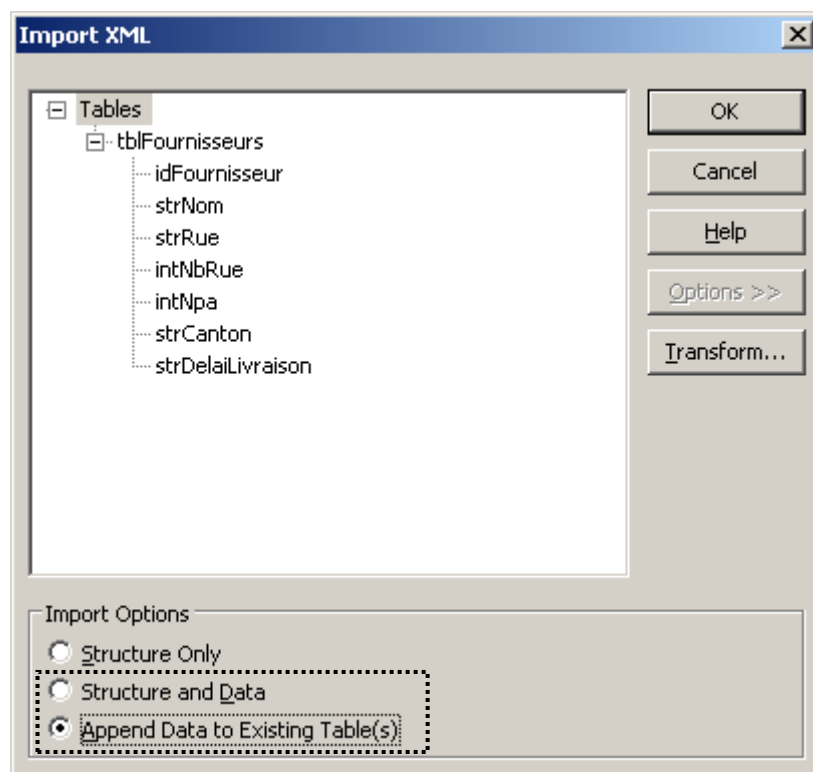 Import XML
Tables
tblFournisseurs
idFournisseur
strNom
strRue
intNbRue
intNpa
strCanton
strDelaiLivraison
OK
Cancel
Help
Options >>
Transform...
Import Options
Structure Only
Structure and Data
Append Data to Existing Table(s)